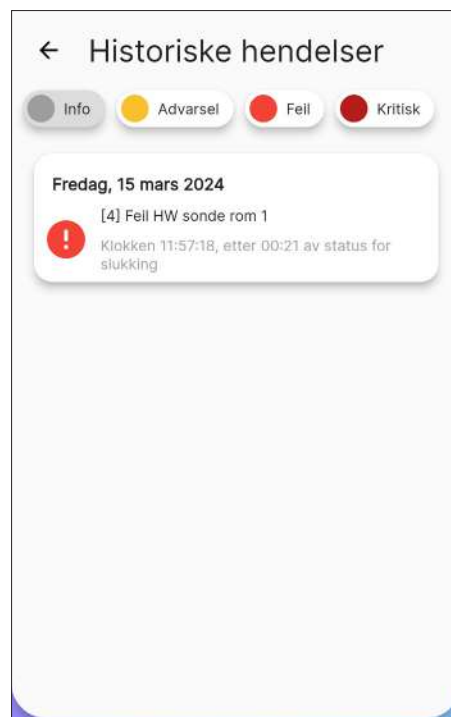 Historiske hendelser
Info Advarsel Feil Kritisk
Fredag, 15 mars 2024
[4] Feil HW sonde rom 1
Klokken 11:57:18, etter 00:21 av status for
slukking